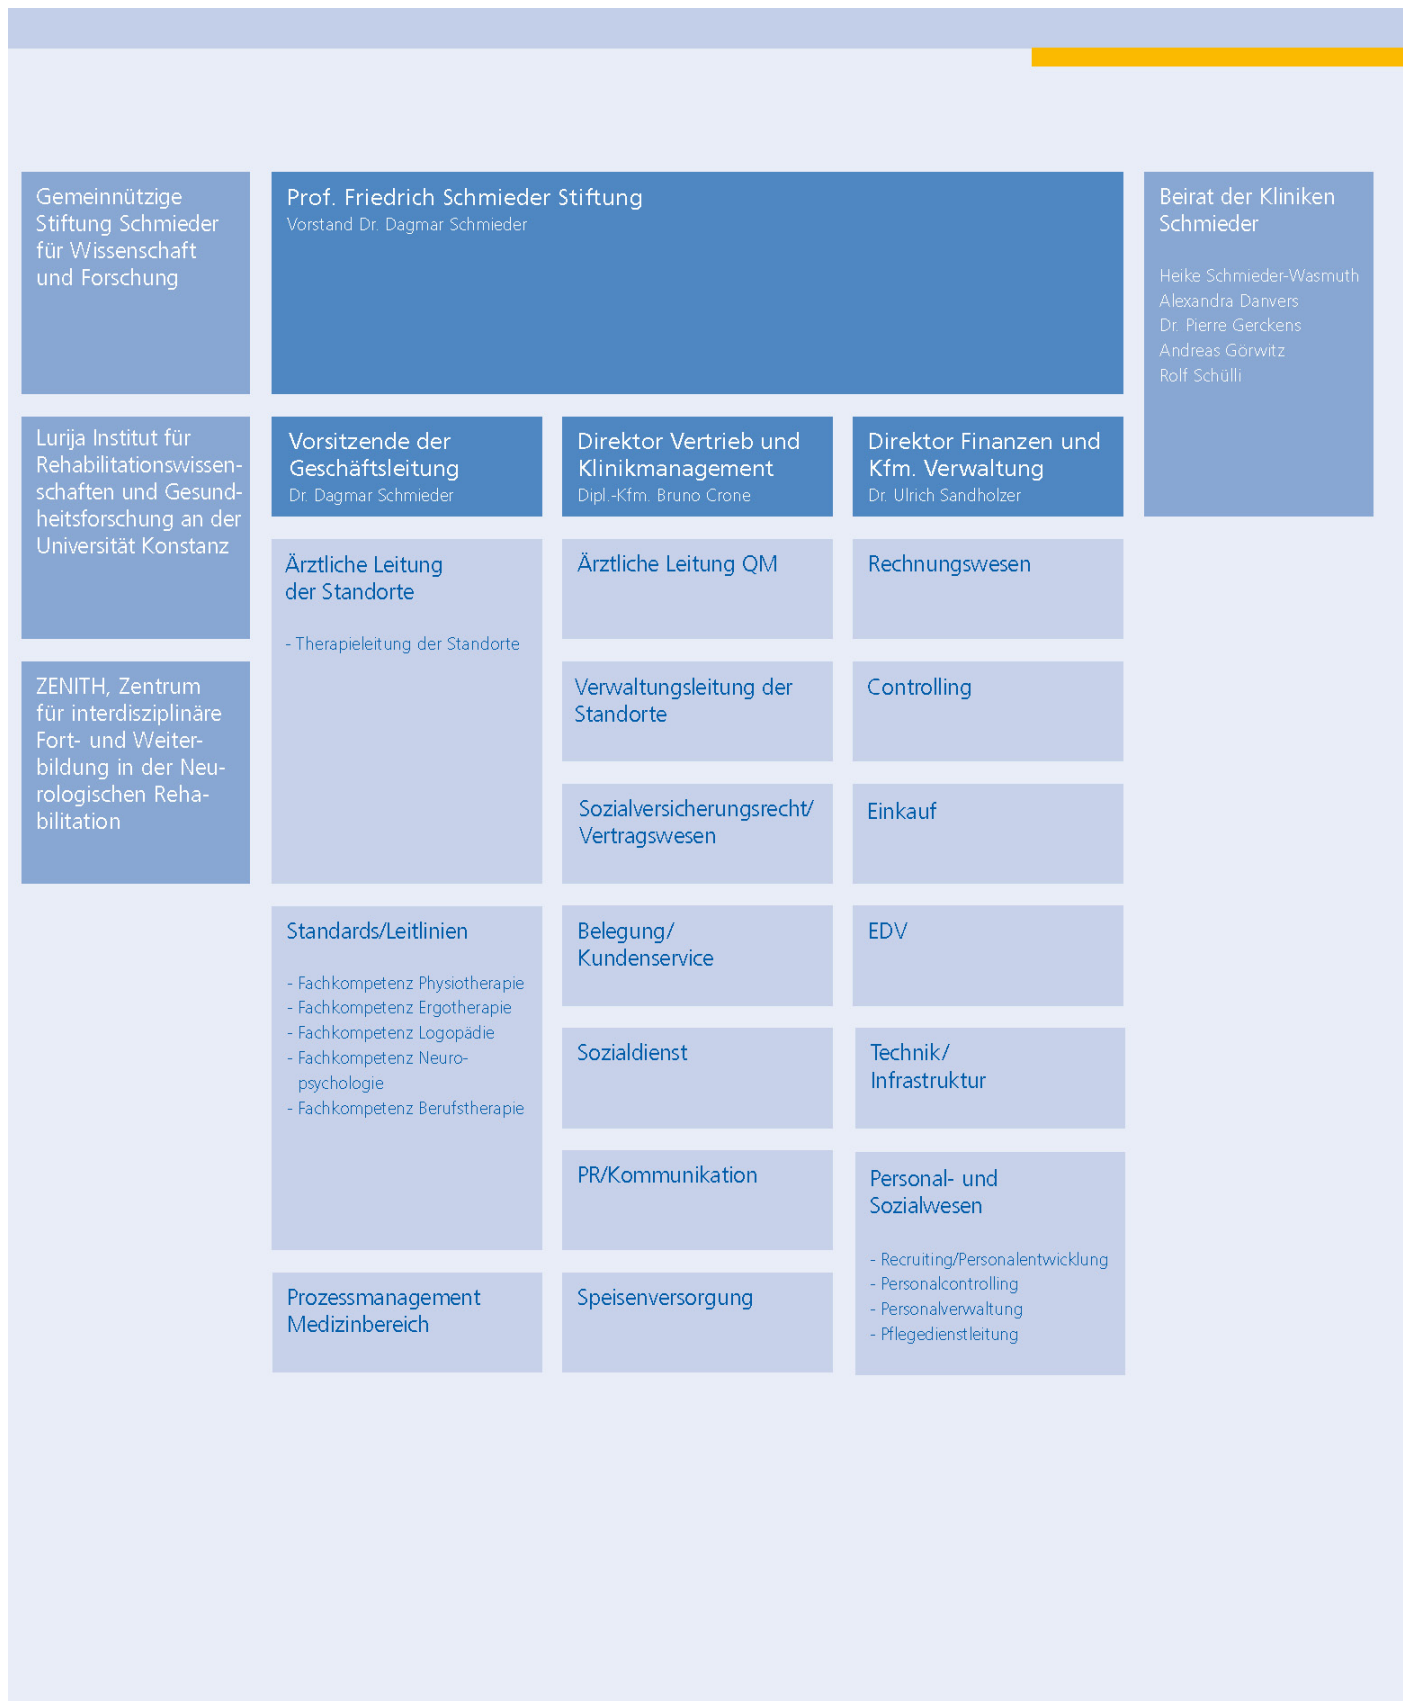 Gemeinnützige
Stiftung Schmieder
für Wissenschaft
und Forschung
Prof. Friedrich Schmieder Stiftung
Vorstand Dr. Dagmar Schmieder
Beirat der Kliniken
Schmieder
Heike Schmieder-Wasmuth
Alexandra Danvers
Dr. Pierre Gerckens
Andreas Görwitz
Rolf Schülli
Lurija Institut für
Rehabilitationswissen-
schaften und Gesund-
heitsforschung an der
Universität Konstanz
ZENITH, Zentrum
für interdisziplinäre
Fort- und Weiter-
bildung in der Neu-
rologischen Reha-
bilitation
Vorsitzende der
Geschäftsleitung
Dr. Dagmar Schmieder
Ärztliche Leitung
der Standorte
- Therapieleitung der Standorte
Standards/Leitlinien
- Fachkompetenz Physiotherapie
- Fachkompetenz Ergotherapie
- Fachkompetenz Logopädie
- Fachkompetenz Neuro-
psychologie
- Fachkompetenz Berufstherapie
Prozessmanagement
Medizinbereich
Direktor Vertrieb und
Klinikmanagement
Dipl.-Kfm. Bruno Crone
Ärztliche Leitung QM
Verwaltungsleitung der
Standorte
Sozialversicherungsrecht/
Vertragswesen
Belegung/
Kundenservice
Sozialdienst
PR/Kommunikation
Speisenversorgung
Direktor Finanzen und
Kfm. Verwaltung
Dr. Ulrich Sandholzer
Rechnungswesen
Controlling
Einkauf
EDV
Technik/
Infrastruktur
Personal- und
Sozialwesen
- Recruiting/Personalentwicklung
- Personalcontrolling
- Personalverwaltung
- Pflegedienstleitung